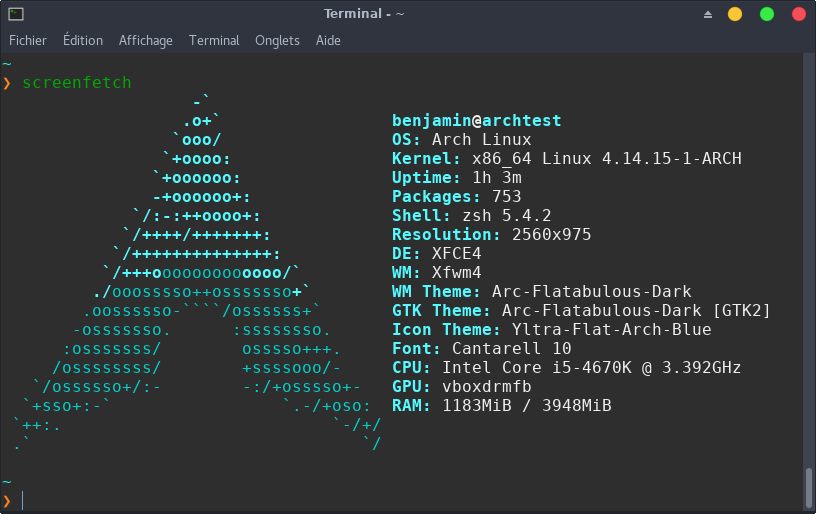 Terminal - ~
Fichier Édition Affichage Terminal Onglets Aide
~
❯ screenfetch
                   -`
                  .o+`                 benjamin@archtest
                 `ooo/                 OS: Arch Linux
                `+oooo:                Kernel: x86_64 Linux 4.14.15-1-ARCH
               `+oooooo:               Uptime: 1h 3m
               -+oooooo+:              Packages: 753
             `/:-:++oooo+:             Shell: zsh 5.4.2
            `/++++/+++++++:            Resolution: 2560x975
           `/++++++++++++++:           DE: XFCE4
          `/+++ooooooooooooo/`         WM: Xfwm4
         ./ooosssso++osssssso+`        WM Theme: Arc-Flatabulous-Dark
        .oossssso-````/ossssss+`       GTK Theme: Arc-Flatabulous-Dark [GTK2]
       -osssssso.      :ssssssso.      Icon Theme: Yltra-Flat-Arch-Blue
      :osssssss/        osssso+++.     Font: Cantarell 10
     /ossssssss/        +ssssooo/-     CPU: Intel Core i5-4670K @ 3.392GHz
   `/ossssso+/:-        -:/+osssso+-   GPU: vboxdrmfb
  `+sso+:-`                 `.-/+oso:  RAM: 1183MiB / 3948MiB
 `++:.                           `-/+/
 .`                                 `/
~
❯